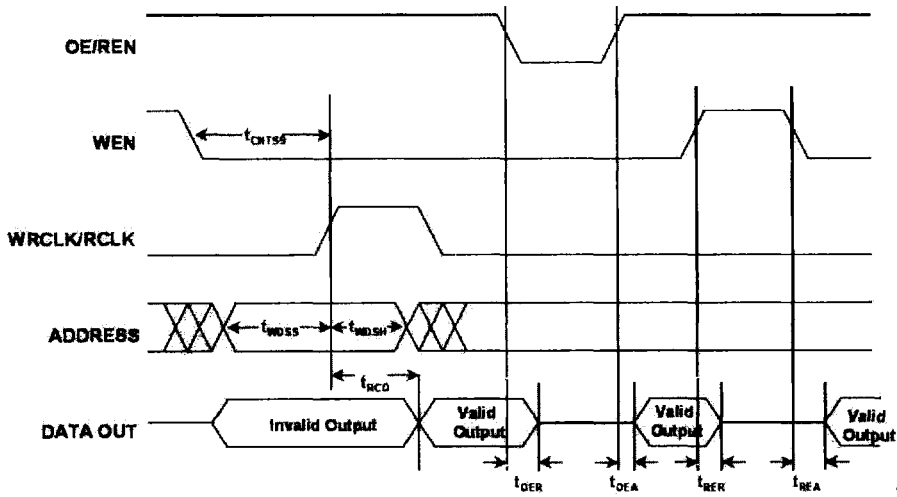 OE/REN
WEN
tCNTSS
WRCLK/RCLK
ADDRESS
tWDSS
tWDSH
tRCO
DATA OUT
Invalid Output
Valid Output
Valid Output
Valid Output
tOER
tOEA
tRER
tREA